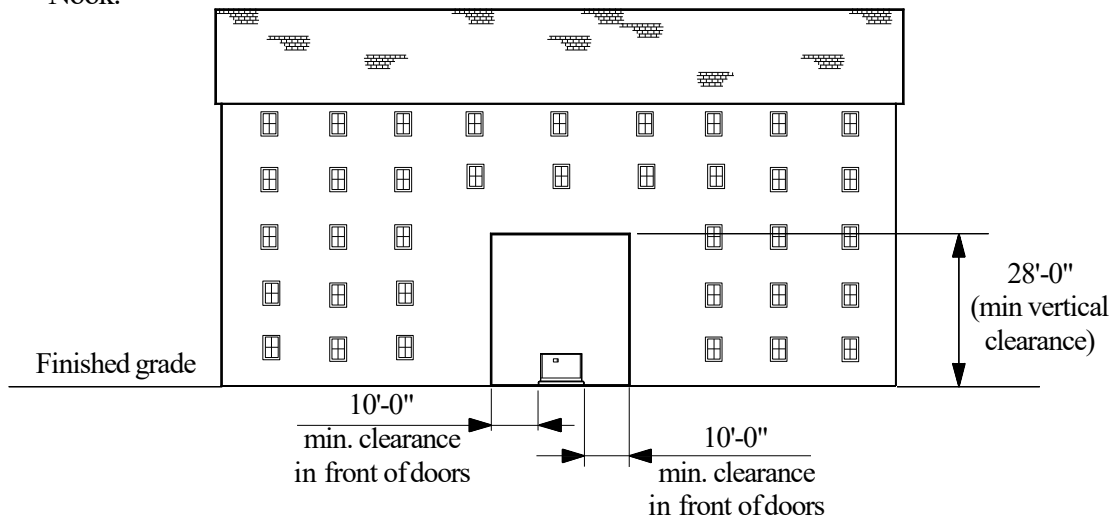 Nook.
28'-0"
(min vertical
clearance)
Finished grade
10'-0"
min. clearance
in front of doors
10'-0"
min. clearance
in front of doors